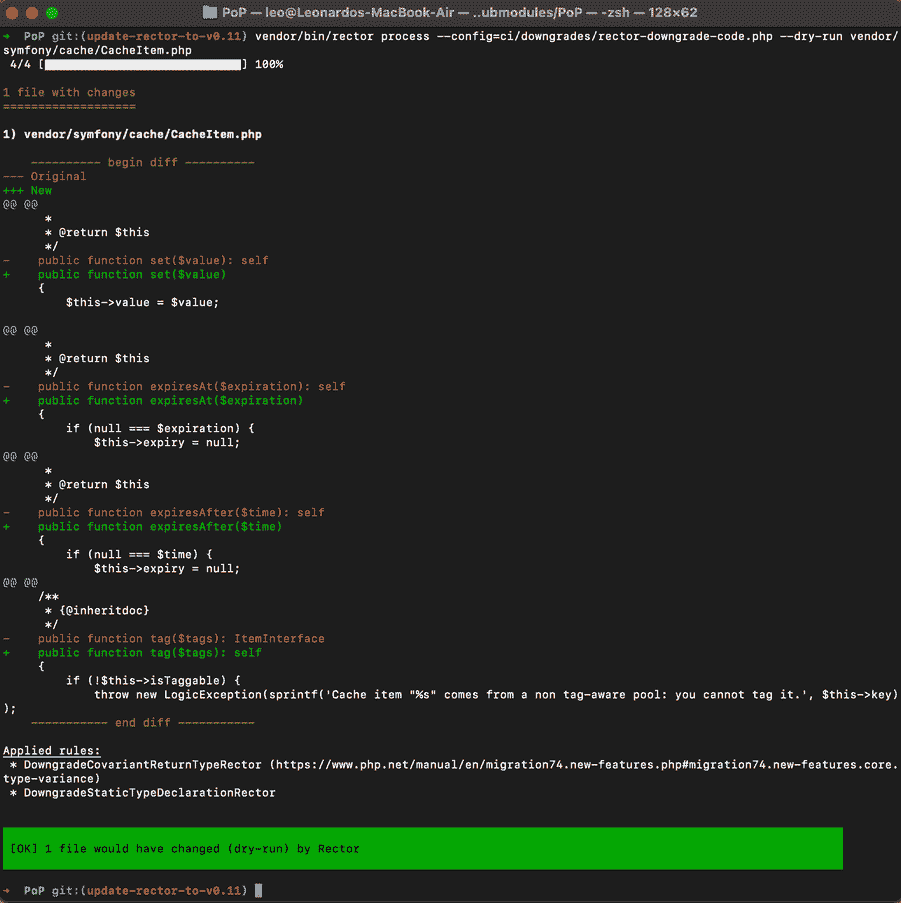 PoP — leo@Leonardos-MacBook-Air — ..ubmodules/PoP — -zsh — 128×62
→ PoP git:(update-rector-to-v0.11) vendor/bin/rector process --config=ci/downgrades/rector-downgrade-code.php --dry-run vendor/
symfony/cache/CacheItem.php
4/4 [] 100%
1 file with changes
===================
1) vendor/symfony/cache/CacheItem.php
---------- begin diff ----------
--- Original
+++ New
@@ @@
*
* @return $this
*/
- public function set($value): self
+ public function set($value)
{
$this->value = $value;
@@ @@
*
* @return $this
*/
- public function expiresAt($expiration): self
+ public function expiresAt($expiration)
{
if (null === $expiration) {
$this->expiry = null;
@@ @@
*
* @return $this
*/
- public function expiresAfter($time): self
+ public function expiresAfter($time)
{
if (null === $time) {
$this->expiry = null;
@@ @@
/**
* {@inheritdoc}
*/
- public function tag($tags): ItemInterface
+ public function tag($tags): self
{
if (!$this->isTaggable) {
throw new LogicException(sprintf('Cache item "%s" comes from a non tag-aware pool: you cannot tag it.', $this->key)
);
----------- end diff -----------
Applied rules:
* DowngradeCovariantReturnTypeRector (https://www.php.net/manual/en/migration74.new-features.php#migration74.new-features.core.
type-variance)
* DowngradeStaticTypeDeclarationRector
[OK] 1 file would have changed (dry-run) by Rector
→ PoP git:(update-rector-to-v0.11)